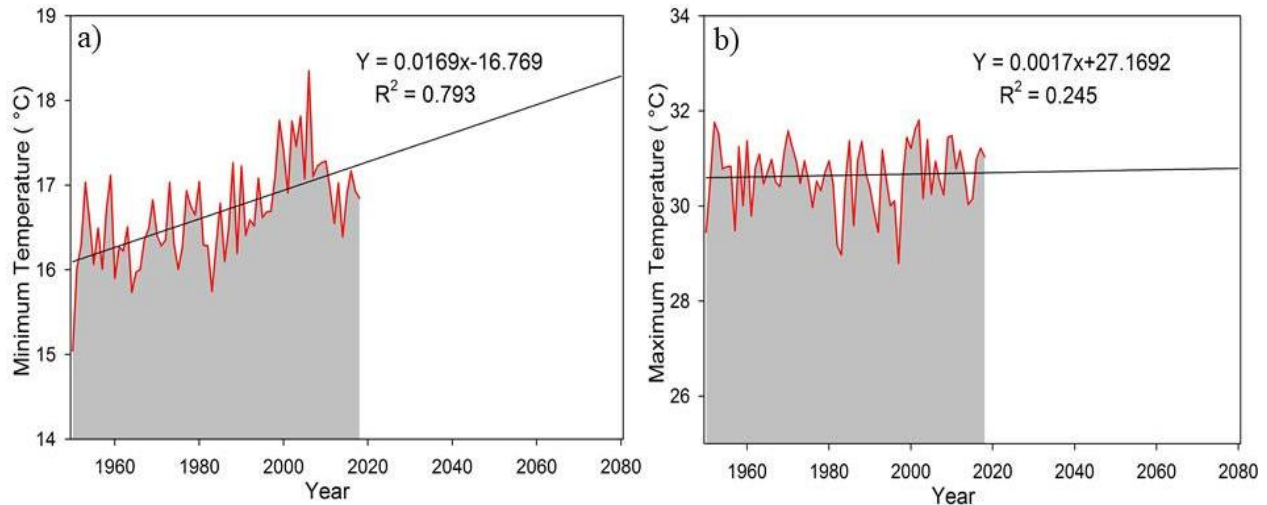 a)
Y = 0.0169x-16.769
R² = 0.793
Minimum Temperature ( °C)
19
18
17
16
15
14
1960 1980 2000 2020 2040 2060 2080
Year
b)
Y = 0.0017x+27.1692
R² = 0.245
Maximum Temperature ( °C)
34
32
30
28
26
1960 1980 2000 2020 2040 2060 2080
Year